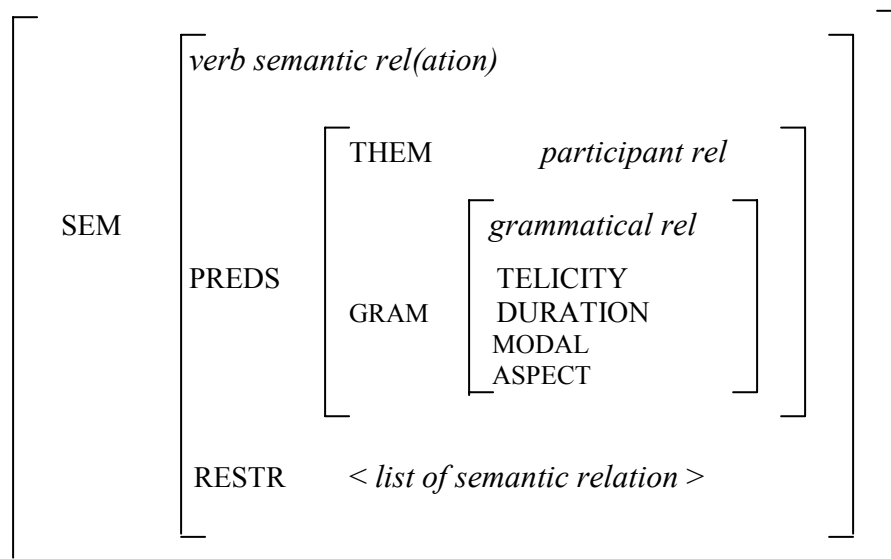 verb semantic rel(ation)
THEM participant rel
SEM
grammatical rel
PREDS
TELICITY
GRAM
DURATION
MODAL
ASPECT
RESTR < list of semantic relation >